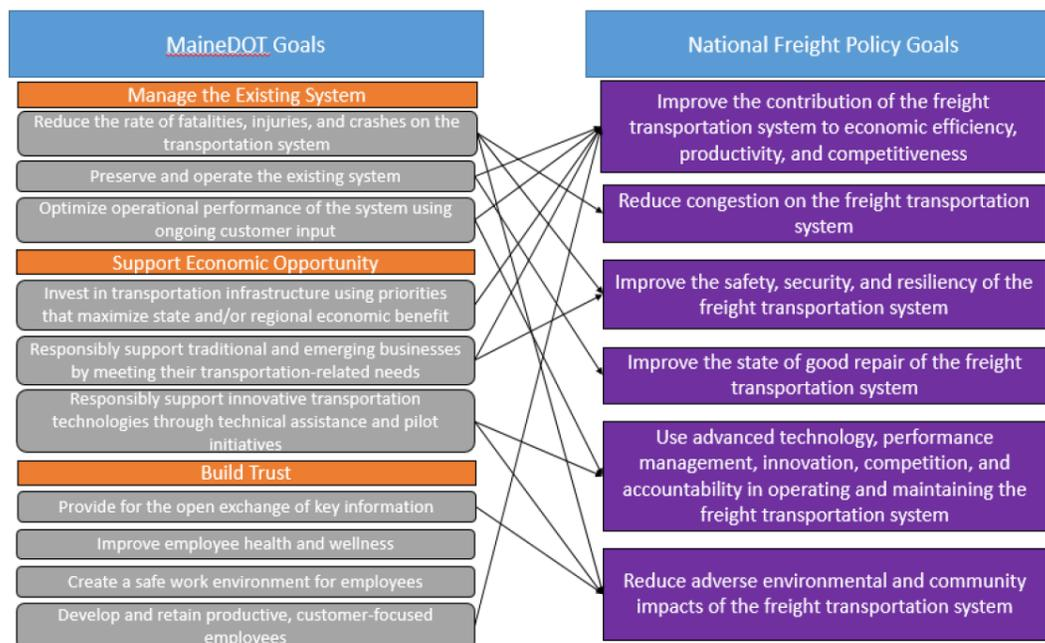 MaineDOT Goals
Manage the Existing System
Reduce the rate of fatalities, injuries, and crashes on the
transportation system
Preserve and operate the existing system
Optimize operational performance of the system using
ongoing customer input
Support Economic Opportunity
Invest in transportation infrastructure using priorities
that maximize state and/or regional economic benefit
Responsibly support traditional and emerging businesses
by meeting their transportation-related needs
Responsibly support innovative transportation
technologies through technical assistance and pilot
initiatives
Build Trust
Provide for the open exchange of key information
Improve employee health and wellness
Create a safe work environment for employees
Develop and retain productive, customer-focused
employees
National Freight Policy Goals
Improve the contribution of the freight
transportation system to economic efficiency,
productivity, and competitiveness
Reduce congestion on the freight transportation
system
Improve the safety, security, and resiliency of the
freight transportation system
Improve the state of good repair of the freight
transportation system
Use advanced technology, performance
management, innovation, competition, and
accountability in operating and maintaining the
freight transportation system
Reduce adverse environmental and community
impacts of the freight transportation system